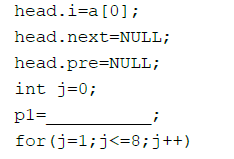 head.i=a[0];
head.next=NULL;
head.pre=NULL;
int j=0;
p1=__________;
for(j=1;j<=8;j++)